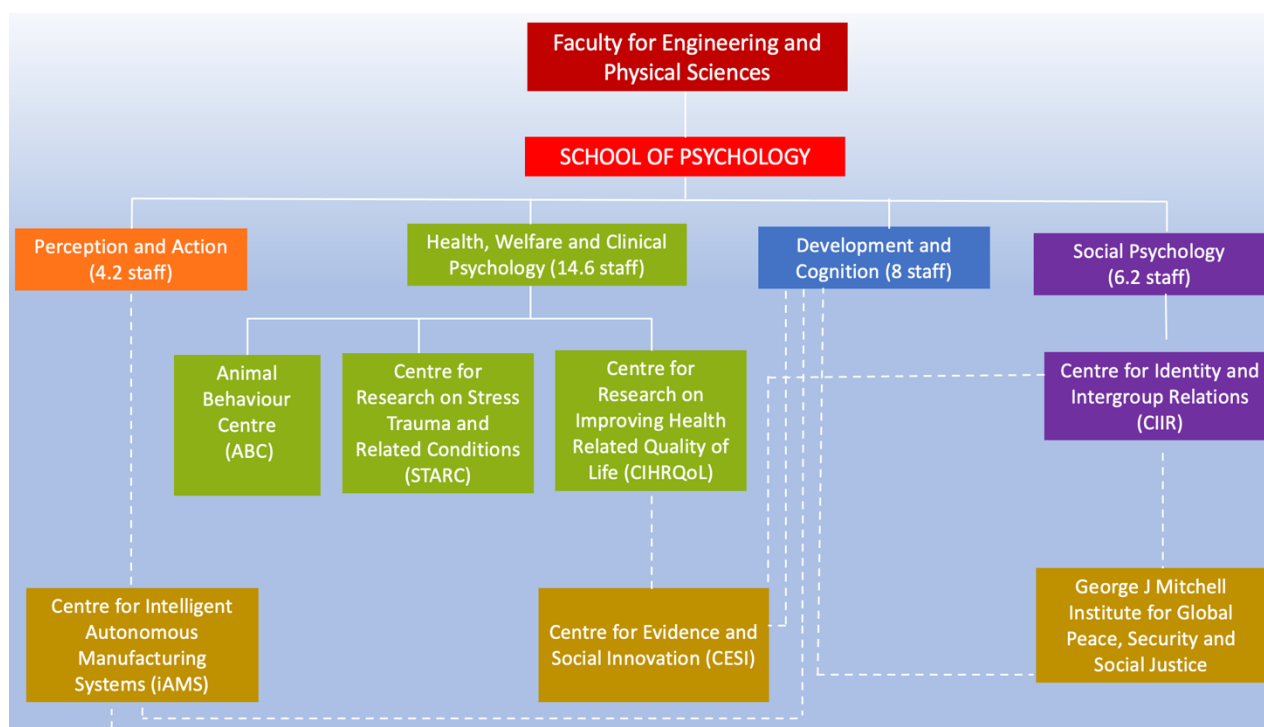 Faculty for Engineering and
Physical Sciences
SCHOOL OF PSYCHOLOGY
Perception and Action
(4.2 staff)
Health, Welfare and Clinical
Psychology (14.6 staff)
Development and
Cognition (8 staff)
Social Psychology
(6.2 staff)
Animal
Behaviour
Centre
(ABC)
Centre for
Research on Stress
Trauma and
Related Conditions
(STARC)
Centre for
Research on
Improving Health
Related Quality of
Life (CIHRQoL)
Centre for Identity and
Intergroup Relations
(CIIR)
Centre for Intelligent
Autonomous
Manufacturing
Systems (iAMS)
Centre for Evidence and
Social Innovation (CESI)
George J Mitchell
Institute for Global
Peace, Security and
Social Justice